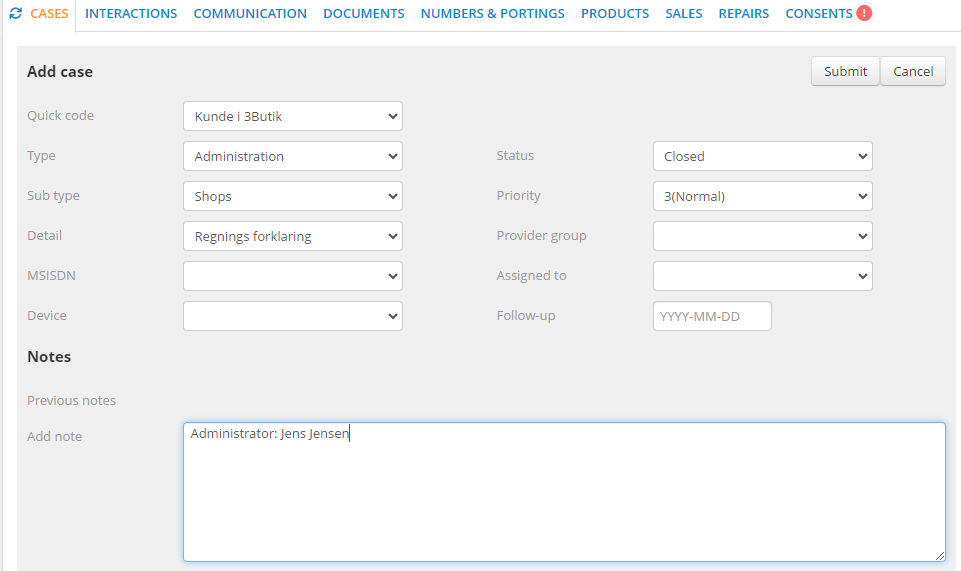 CASES INTERACTIONS COMMUNICATION DOCUMENTS NUMBERS & PORTINGS PRODUCTS SALES REPAIRS CONSENTS !
Add case Submit Cancel
Quick code Kunde i 3Butik
Type Administration Status Closed
Sub type Shops Priority 3(Normal)
Detail Regnings forklaring Provider group
MSISDN Assigned to
Device Follow-up YYYY-MM-DD
Notes
Previous notes
Add note Administrator: Jens Jensen